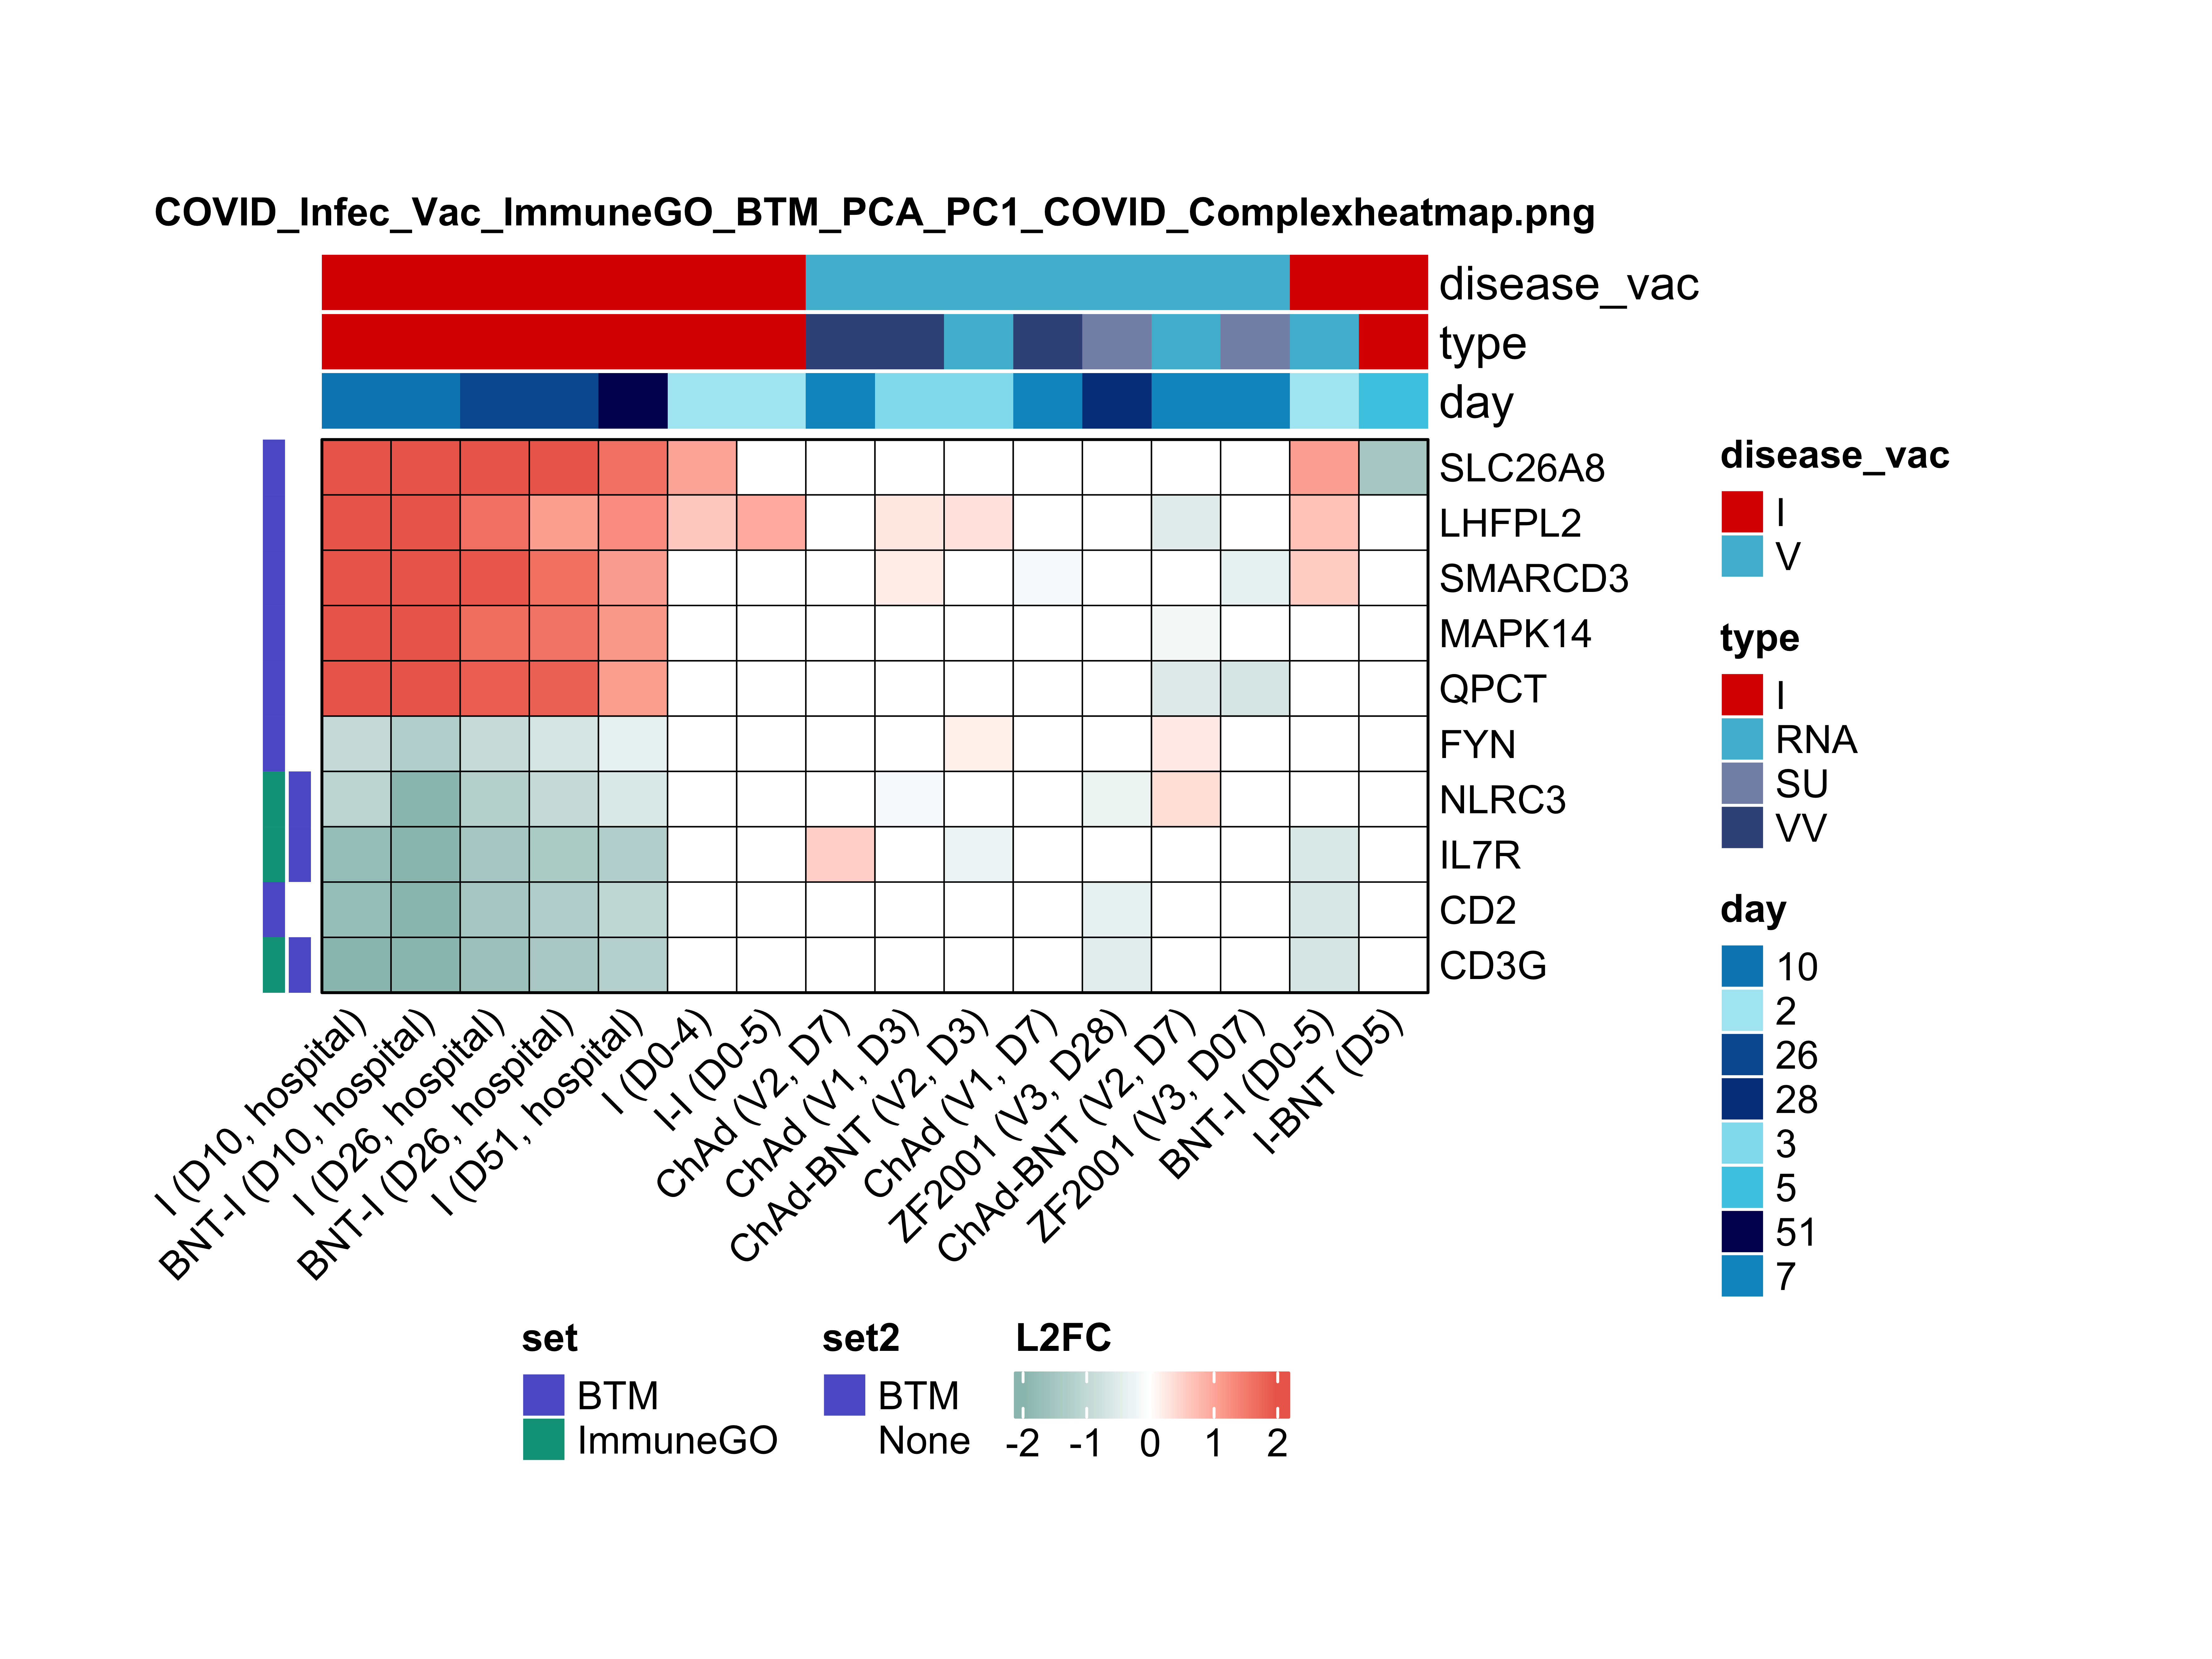 COVID_Infec_Vac_ImmuneGO_BTM_PCA_PC1_COVID_Complexheatmap.png
disease_vac
type
day
SLC26A8
LHFPL2
SMARCD3
MAPK14
QPCT
FYN
NLRC3
IL7R
CD2
CD3G
I (D10, hospital)
BNT-I (D10, hospital)
I (D26, hospital)
BNT-I (D26, hospital)
I (D51, hospital)
I (D0-4)
I-I (D0-5)
ChAd (V2, D7)
ChAd (V1, D3)
ChAd-BNT (V2, D3)
ChAd (V1, D7)
ZF2001 (V3, D28)
ChAd-BNT (V2, D7)
ZF2001 (V3, D07)
BNT-I (D0-5)
I-BNT (D5)
disease_vac
I
V
type
I
RNA
SU
VV
day
10
2
26
28
3
5
51
7
set
BTM
ImmuneGO
set2
BTM
None
L2FC
-2 -1 0 1 2